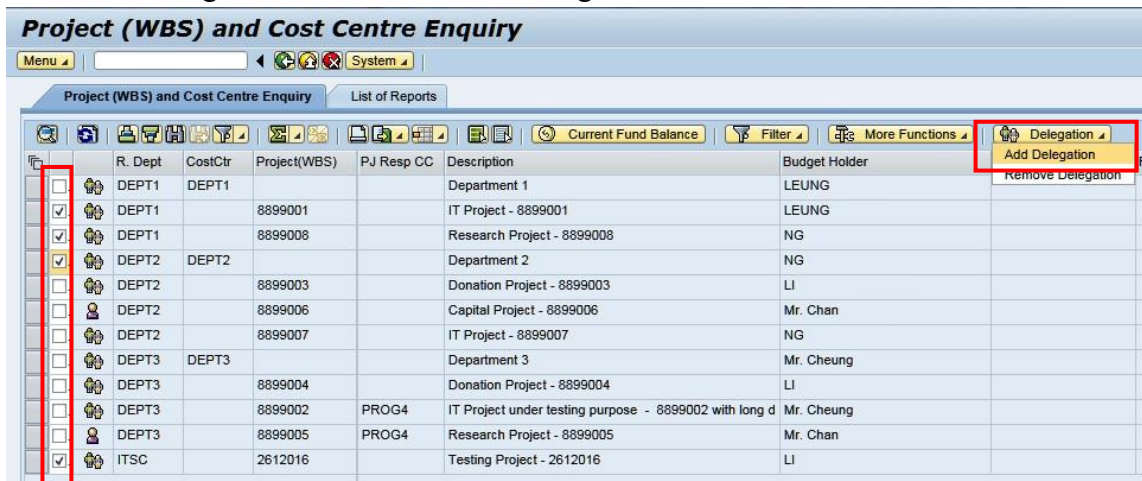 Project (WBS) and Cost Centre Enquiry
Menu System
Project (WBS) and Cost Centre Enquiry List of Reports
Current Fund Balance Filter More Functions Delegation
Add Delegation
Remove Delegation
R. Dept CostCtr Project(WBS) PJ Resp CC Description Budget Holder
DEPT1 DEPT1 Department 1 LEUNG
DEPT1 8899001 IT Project - 8899001 LEUNG
DEPT1 8899008 Research Project - 8899008 NG
DEPT2 DEPT2 Department 2 NG
DEPT2 8899003 Donation Project - 8899003 LI
DEPT2 8899006 Capital Project - 8899006 Mr. Chan
DEPT2 8899007 IT Project - 8899007 NG
DEPT3 DEPT3 Department 3 Mr. Cheung
DEPT3 8899004 Donation Project - 8899004 LI
DEPT3 8899002 PROG4 IT Project under testing purpose - 8899002 with long d Mr. Cheung
DEPT3 8899005 PROG4 Research Project - 8899005 Mr. Chan
ITSC 2612016 Testing Project - 2612016 LI